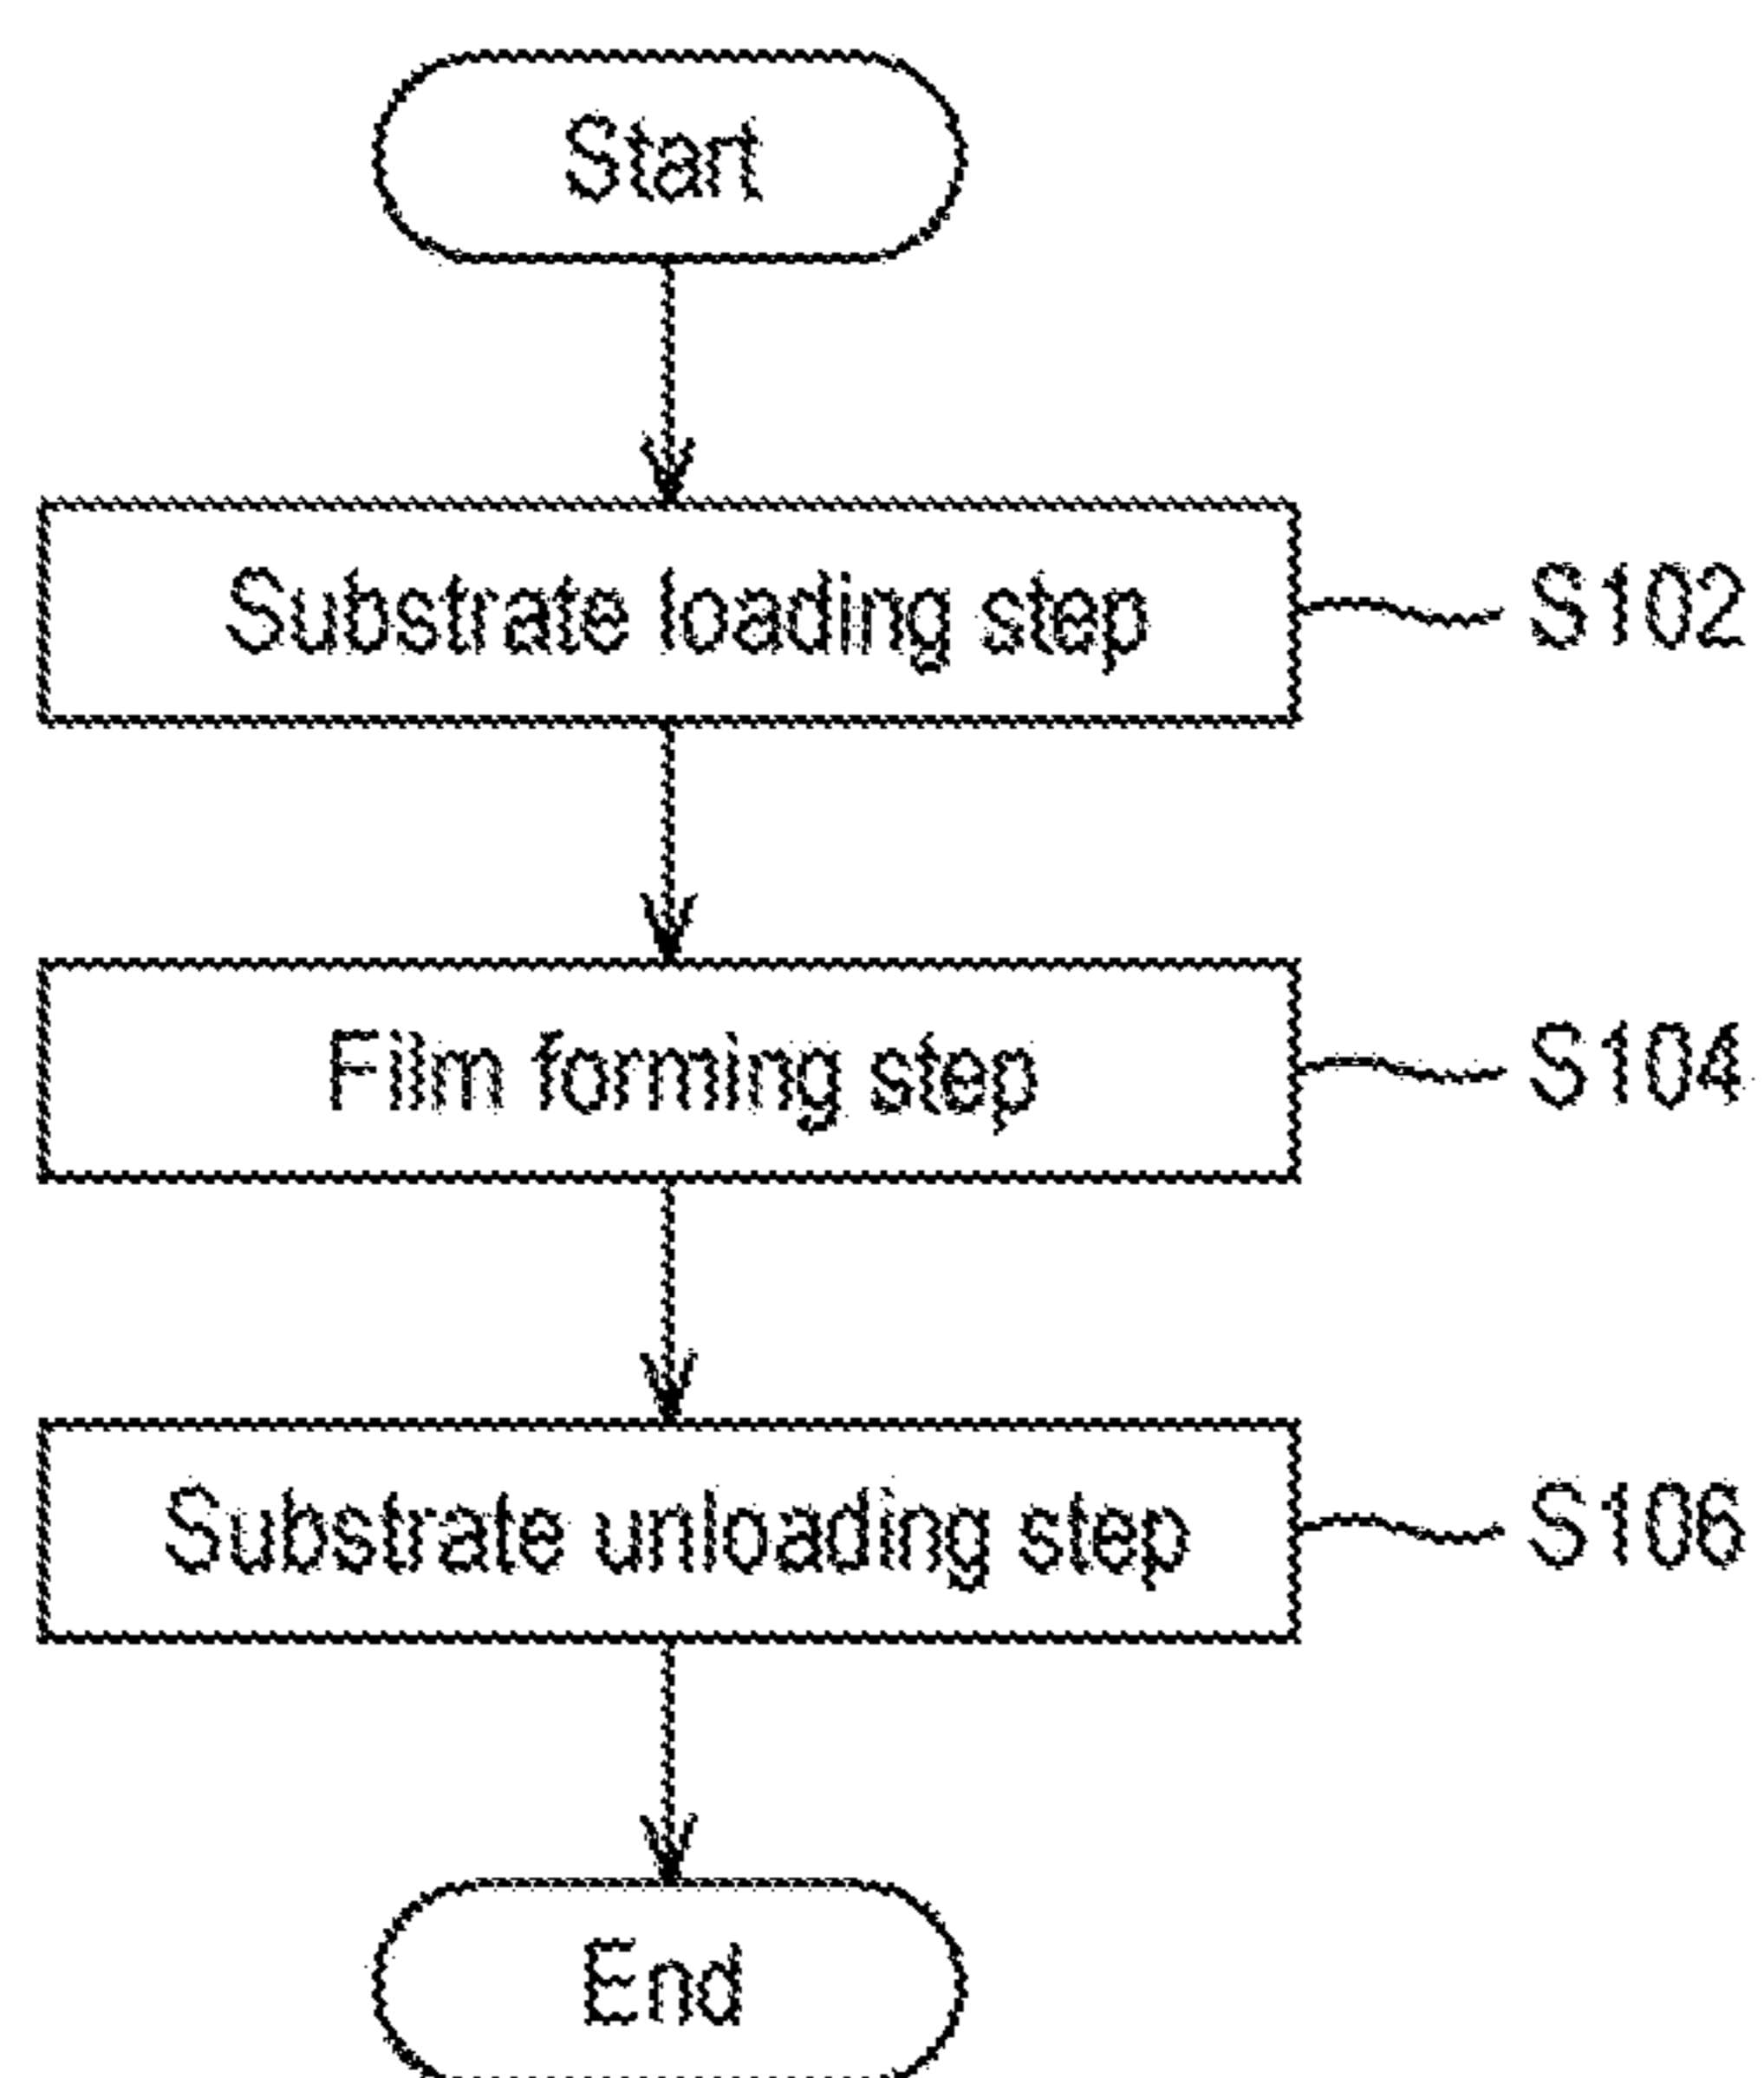 Start
Substrate loading step
S102
Film forming step
S104
Substrate unloading step
S106
End